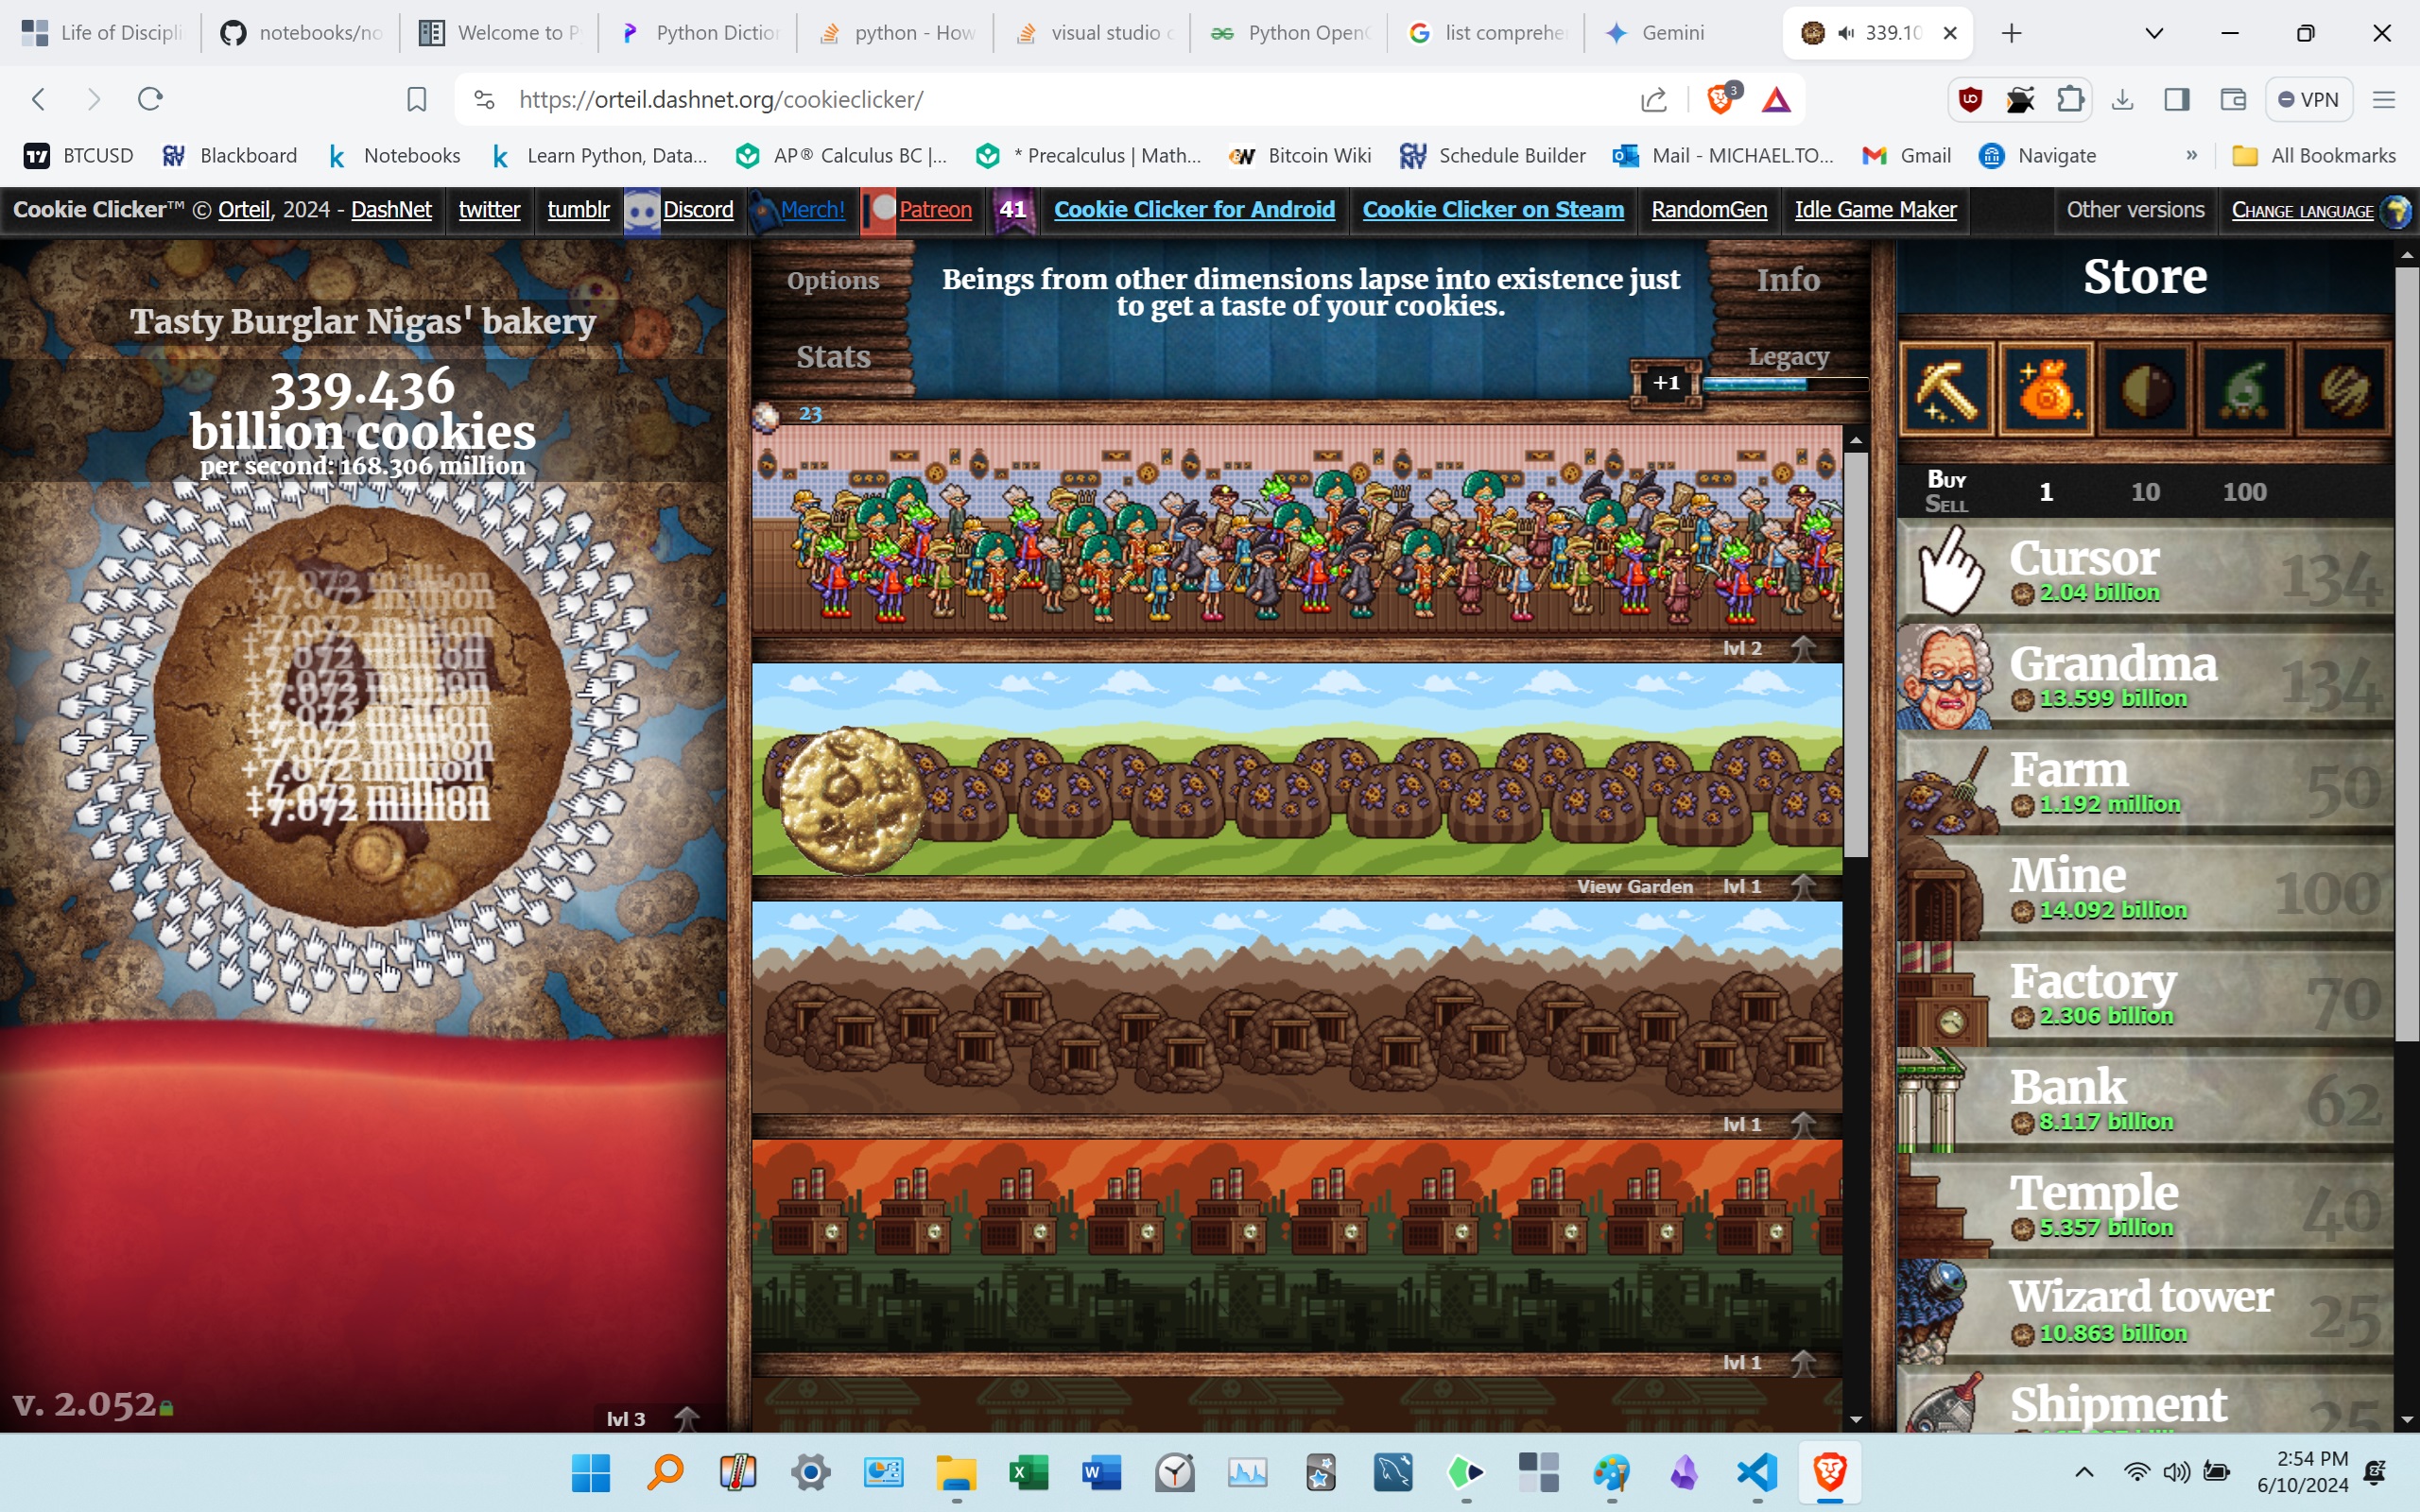 Life of Discipli
notebooks/no
Welcome to P
Python Diction
python - How
visual studio c
Python Open
list comprehe
Gemini
339.10
https://orteil.dashnet.org/cookieclicker/
3
VPN
BTCUSD
Blackboard
Notebooks
Learn Python, Data...
AP® Calculus BC |...
* Precalculus | Math...
Bitcoin Wiki
Schedule Builder
Mail - MICHAEL.TO...
Gmail
Navigate
»
All Bookmarks
Cookie Clicker™ © Orteil, 2024 - DashNet
twitter
tumblr
Discord
Merch!
Patreon
41
Cookie Clicker for Android
Cookie Clicker on Steam
RandomGen
Idle Game Maker
Other versions
Change language
Tasty Burglar Nigas' bakery
339.436
billion cookies
per second: 168.306 million
+7.072 million
+7.072 million
+7.072 million
+7.072 million
+7.072 million
+7.072 million
+7.072 million
+7.072 million
+7.072 million
v. 2.052
lvl 3
Options
Stats
Beings from other dimensions lapse into existence just
to get a taste of your cookies.
Info
Legacy
+1
23
lvl 2
View Garden
lvl 1
lvl 1
lvl 1
Store
Buy
Sell
1
10
100
Cursor
2.04 billion
134
Grandma
13.599 billion
134
Farm
1.192 million
50
Mine
14.092 billion
100
Factory
2.306 billion
70
Bank
8.117 billion
62
Temple
5.357 billion
40
Wizard tower
10.863 billion
25
Shipment
25
2:54 PM
6/10/2024